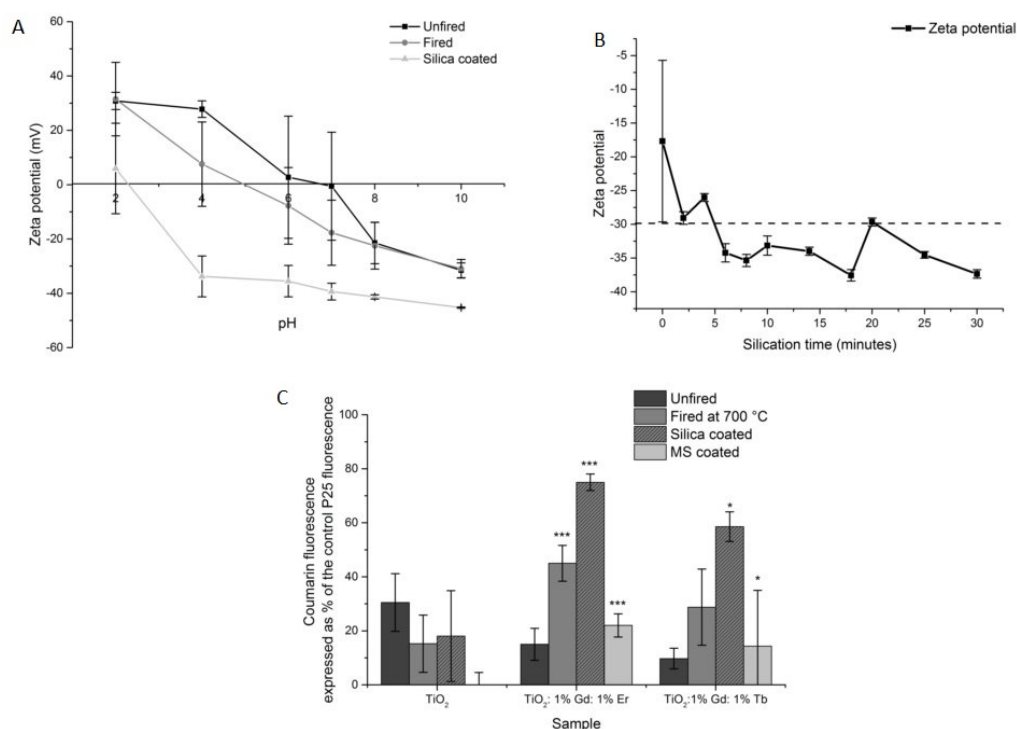 A
Unfired
Fired
Silica coated
60
40
20
0
-20
-40
-60
2
4
6
8
10
Zeta potential (mV)
pH
B
Zeta potential
-5
-10
-15
-20
-25
-30
-35
-40
Zeta potential
0
5
10
15
20
25
30
Silication time (minutes)
C
Unfired
Fired at 700 °C
Silica coated
MS coated
100
80
60
40
20
0
Coumarin fluorescence
expressed as % of the control P25 fluorescence
***
***
***
*
*
TiO₂
TiO₂: 1% Gd: 1% Er
TiO₂:1% Gd: 1% Tb
Sample